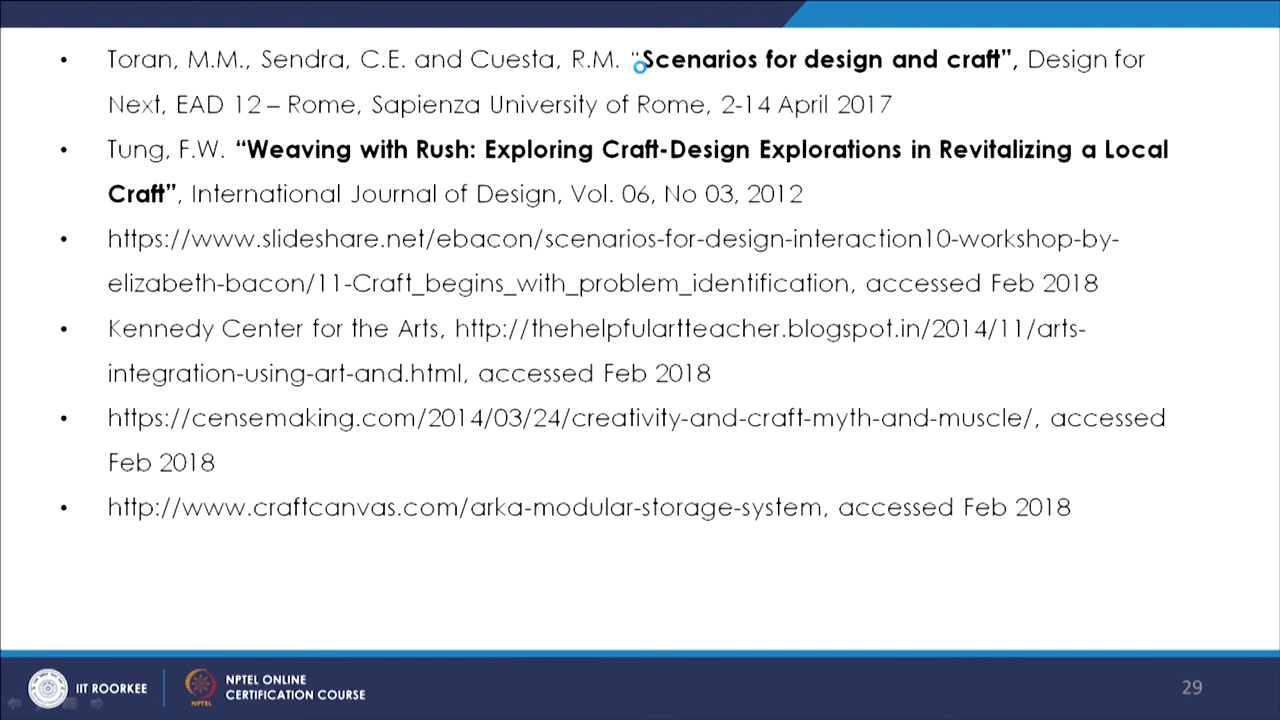 • Toran, M.M., Sendra, C.E. and Cuesta, R.M. “Scenarios for design and craft”, Design for
Next, EAD 12 – Rome, Sapienza University of Rome, 2-14 April 2017
• Tung, F.W. “Weaving with Rush: Exploring Craft-Design Explorations in Revitalizing a Local
Craft”, International Journal of Design, Vol. 06, No 03, 2012
• https://www.slideshare.net/ebacon/scenarios-for-design-interaction10-workshop-by-
elizabeth-bacon/11-Craft_begins_with_problem_identification, accessed Feb 2018
• Kennedy Center for the Arts, http://thehelpfulartteacher.blogspot.in/2014/11/arts-
integration-using-art-and.html, accessed Feb 2018
• https://censemaking.com/2014/03/24/creativity-and-craft-myth-and-muscle/, accessed
Feb 2018
• http://www.craftcanvas.com/arka-modular-storage-system, accessed Feb 2018
IIT ROORKEE
NPTEL
NPTEL ONLINE
CERTIFICATION COURSE
29